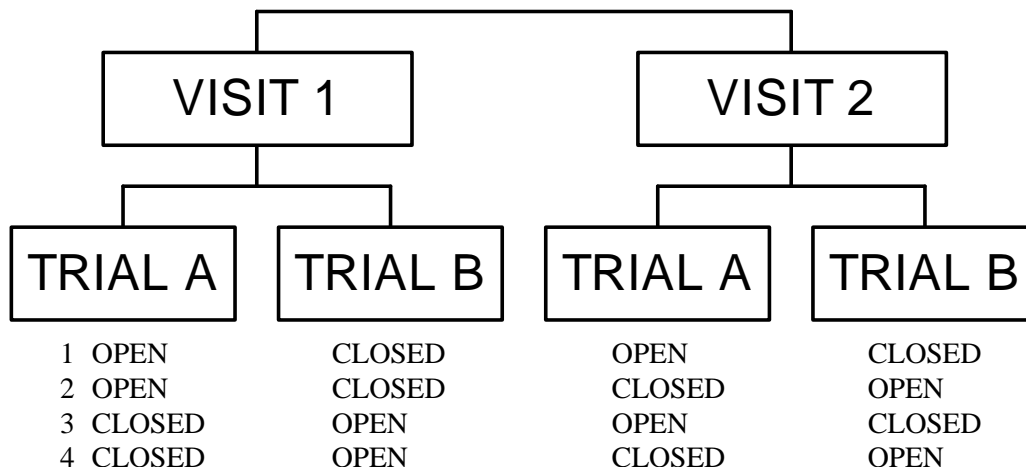 VISIT 1 VISIT 2
TRIAL A TRIAL B TRIAL A TRIAL B
1 OPEN CLOSED OPEN CLOSED
2 OPEN CLOSED CLOSED OPEN
3 CLOSED OPEN OPEN CLOSED
4 CLOSED OPEN CLOSED OPEN